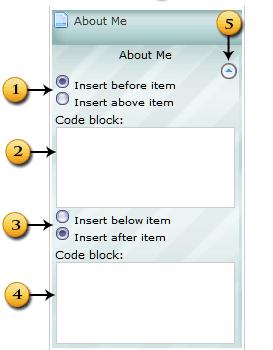 About Me
5
About Me
1
Insert before item
Insert above item
Code block:
2
3
Insert below item
Insert after item
Code block:
4